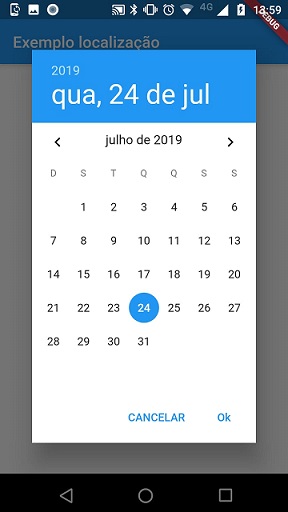 4G 13:59
DEBUG
Exemplo localização
2019
qua, 24 de jul
julho de 2019
D S T Q Q S S
1 2 3 4 5 6
7 8 9 10 11 12 13
14 15 16 17 18 19 20
21 22 23 24 25 26 27
28 29 30 31
CANCELAR Ok